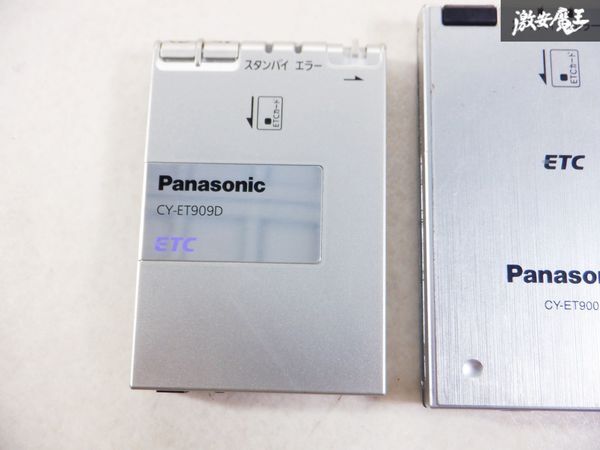 激安魔王
スタンバイ エラー
ETCカード
Panasonic
CY-ET909D
ETC
ETCカード
ETC
Panaso
CY-ET900